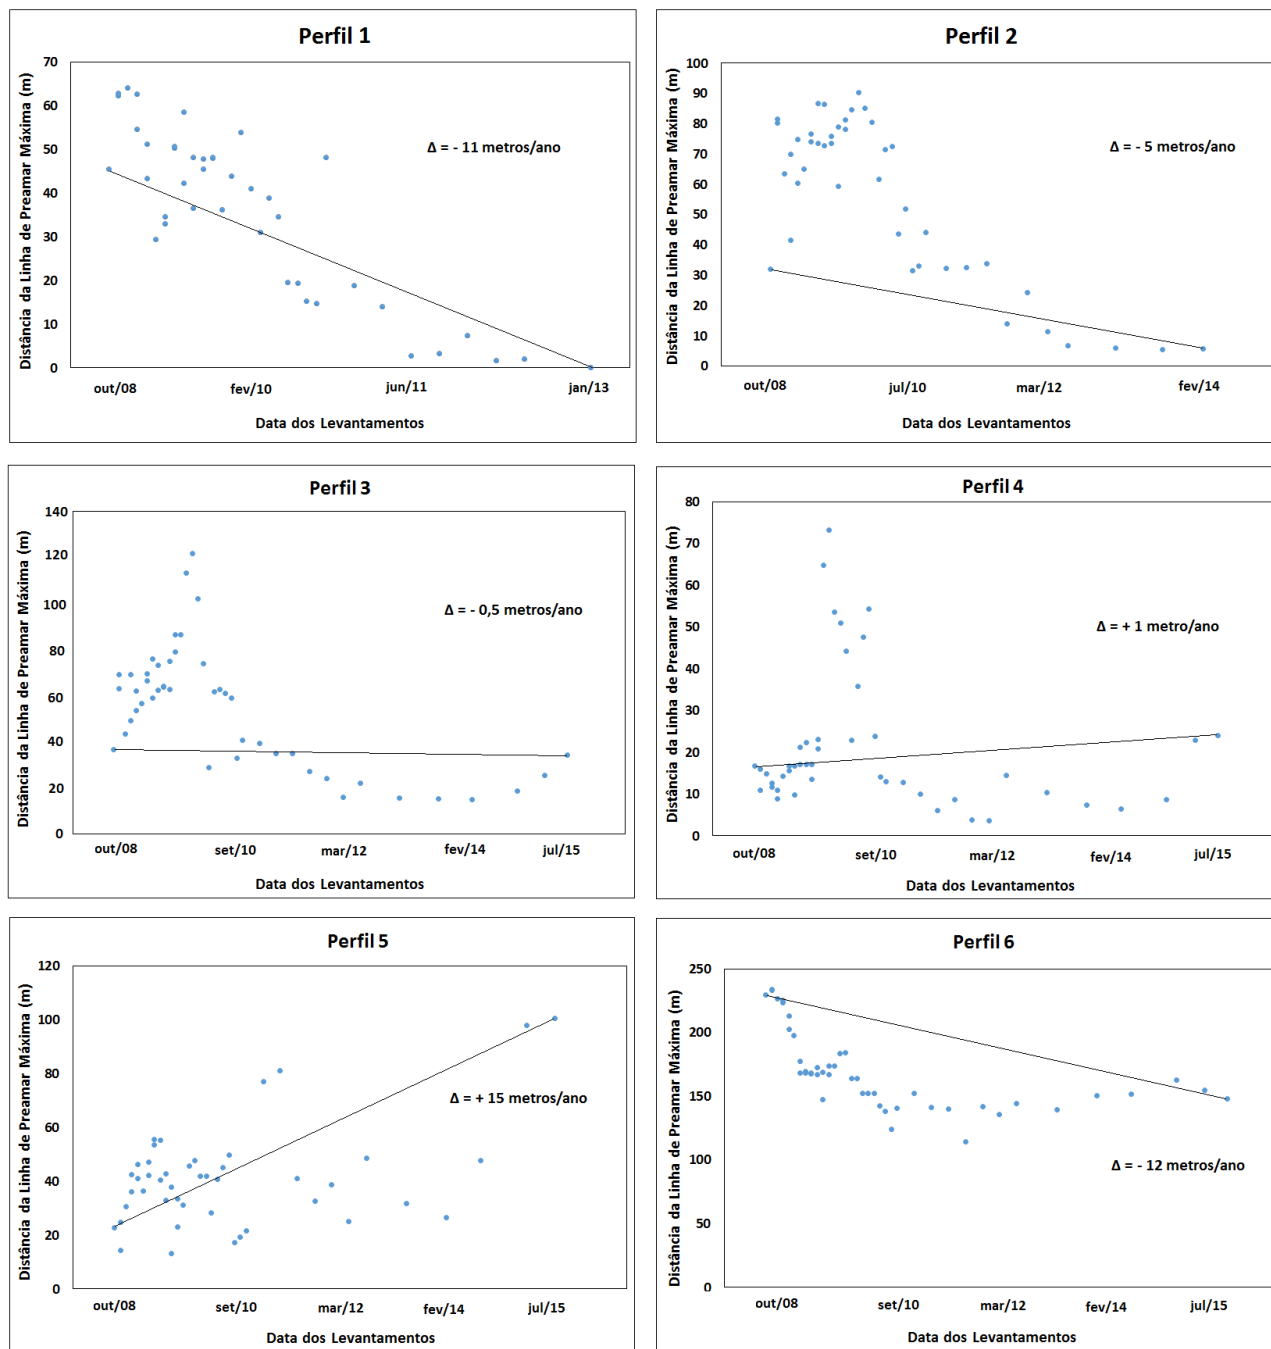 Perfil 1
Distância da Linha de Preamar Máxima (m)
70
60
50
40
30
20
10
0
Δ = - 11 metros/ano
out/08 fev/10 jun/11 jan/13
Data dos Levantamentos
Perfil 2
Distância da Linha de Preamar Máxima (m)
100
90
80
70
60
50
40
30
20
10
0
Δ = - 5 metros/ano
out/08 jul/10 mar/12 fev/14
Data dos Levantamentos
Perfil 3
Distância da Linha de Preamar Máxima (m)
140
120
100
80
60
40
20
0
Δ = - 0,5 metros/ano
out/08 set/10 mar/12 fev/14 jul/15
Data dos Levantamentos
Perfil 4
Distância da Linha de Preamar Máxima (m)
80
70
60
50
40
30
20
10
0
Δ = + 1 metro/ano
out/08 set/10 mar/12 fev/14 jul/15
Data dos Levantamentos
Perfil 5
Distância da Linha de Preamar Máxima (m)
120
100
80
60
40
20
0
Δ = + 15 metros/ano
out/08 set/10 mar/12 fev/14 jul/15
Data dos Levantamentos
Perfil 6
Distância da Linha de Preamar Máxima (m)
250
200
150
100
50
0
Δ = - 12 metros/ano
out/08 set/10 mar/12 fev/14 jul/15
Data dos Levantamentos